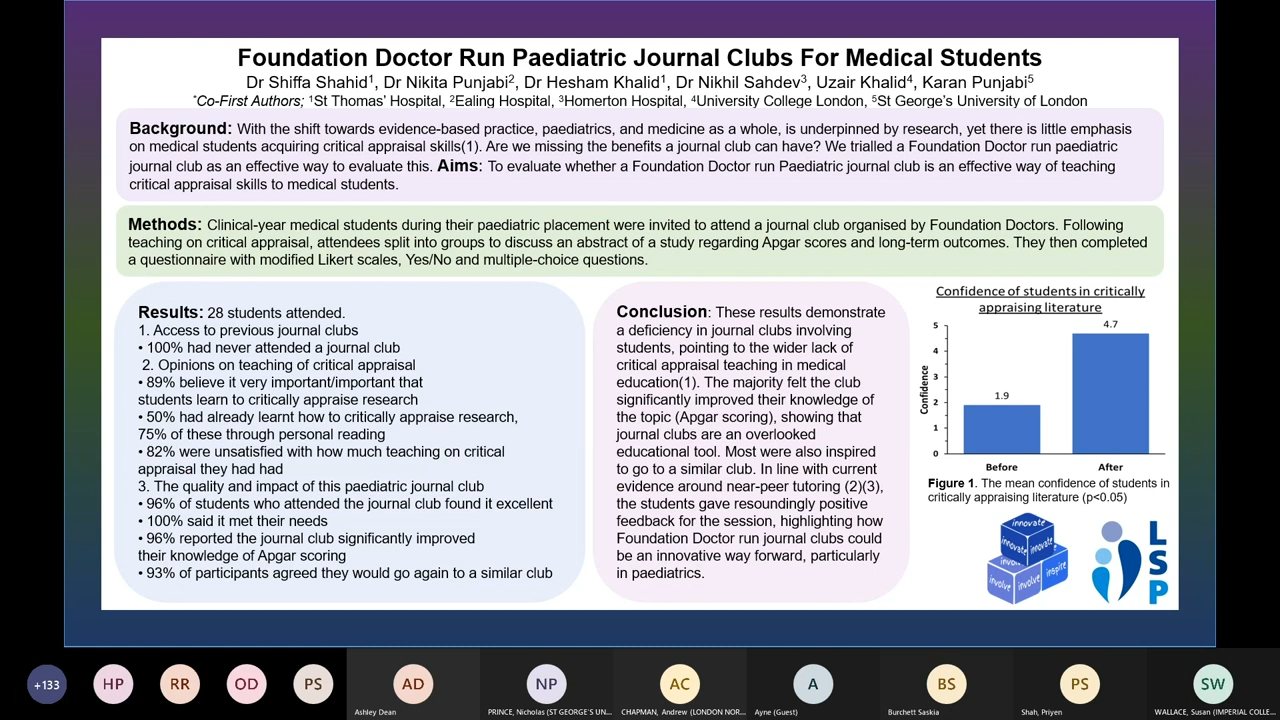 Foundation Doctor Run Paediatric Journal Clubs For Medical Students
Dr Shiffa Shahid1, Dr Nikita Punjabi2, Dr Hesham Khalid1, Dr Nikhil Sahdev3, Uzair Khalid4, Karan Punjabi5
*Co-First Authors; 1St Thomas' Hospital, 2Ealing Hospital, 3Homerton Hospital, 4University College London, 5St George's University of London
Background: With the shift towards evidence-based practice, paediatrics, and medicine as a whole, is underpinned by research, yet there is little emphasis
on medical students acquiring critical appraisal skills(1). Are we missing the benefits a journal club can have? We trialled a Foundation Doctor run paediatric
journal club as an effective way to evaluate this. Aims: To evaluate whether a Foundation Doctor run Paediatric journal club is an effective way of teaching
critical appraisal skills to medical students.
Methods: Clinical-year medical students during their paediatric placement were invited to attend a journal club organised by Foundation Doctors. Following
teaching on critical appraisal, attendees split into groups to discuss an abstract of a study regarding Apgar scores and long-term outcomes. They then completed
a questionnaire with modified Likert scales, Yes/No and multiple-choice questions.
Results: 28 students attended.
1. Access to previous journal clubs
• 100% had never attended a journal club
2. Opinions on teaching of critical appraisal
• 89% believe it very important/important that
students learn to critically appraise research
• 50% had already learnt how to critically appraise research,
75% of these through personal reading
• 82% were unsatisfied with how much teaching on critical
appraisal they had had
3. The quality and impact of this paediatric journal club
• 96% of students who attended the journal club found it excellent
• 100% said it met their needs
• 96% reported the journal club significantly improved
their knowledge of Apgar scoring
• 93% of participants agreed they would go again to a similar club
Conclusion: These results demonstrate
a deficiency in journal clubs involving
students, pointing to the wider lack of
critical appraisal teaching in medical
education(1). The majority felt the club
significantly improved their knowledge of
the topic (Apgar scoring), showing that
journal clubs are an overlooked
educational tool. Most were also inspired
to go to a similar club. In line with current
evidence around near-peer tutoring (2)(3),
the students gave resoundingly positive
feedback for the session, highlighting how
Foundation Doctor run journal clubs could
be an innovative way forward, particularly
in paediatrics.
Confidence of students in critically
appraising literature
Confidence
5
4
3
2
1
0
1.9
4.7
Before
After
Figure 1. The mean confidence of students in
critically appraising literature (p<0.05)
innovate
innovate
innovate
involve
involve
inspire
L
S
P
+133
HP
RR
OD
PS
AD
NP
AC
A
BS
PS
SW
Ashley Dean
PRINCE, Nicholas (ST GEORGE'S UN...
CHAPMAN, Andrew (LONDON NOR...
Ayne (Guest)
Burchett Saskia
Shah, Priyen
WALLACE, Susan (IMPERIAL COLLE...